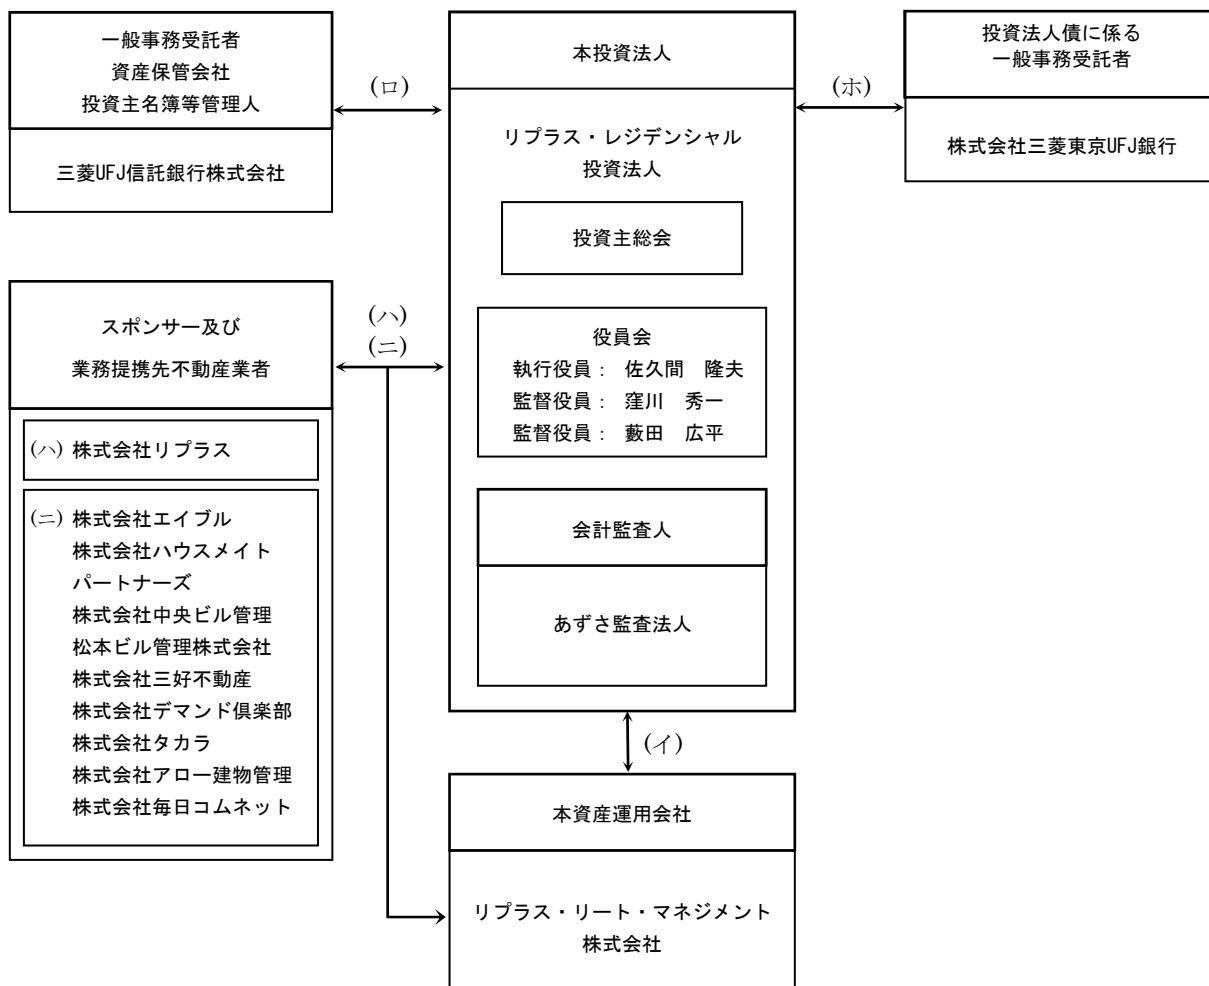 一般事務受託者
資産保管会社
投資主名簿等管理人
三菱UFJ信託銀行株式会社
(ロ)
本投資法人
リプラス・レジデンシャル
投資法人
投資主総会
役員会
執行役員： 佐久間 隆夫
監督役員： 窪川 秀一
監督役員： 藪田 広平
会計監査人
あずさ監査法人
(ホ)
投資法人債に係る
一般事務受託者
株式会社三菱東京UFJ銀行
スポンサー及び
業務提携先不動産業者
(ハ)
(ニ)
(ハ) 株式会社リプラス
(ニ) 株式会社エイブル
株式会社ハウスメイト
パートナーズ
株式会社中央ビル管理
松本ビル管理株式会社
株式会社三好不動産
株式会社デマンド倶楽部
株式会社タカラ
株式会社アロー建物管理
株式会社毎日コムネット
(イ)
本資産運用会社
リプラス・リート・マネジメント
株式会社